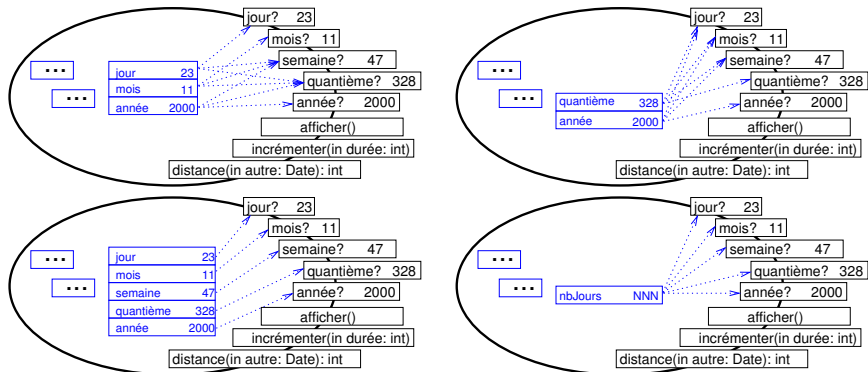 jour? 23
mois? 11
semaine? 47
quantième? 328
année? 2000
afficher()
incrémenter(in durée: int)
distance(in autre: Date): int
...
...
jour 23
mois 11
année 2000
jour? 23
mois? 11
semaine? 47
quantième? 328
année? 2000
afficher()
incrémenter(in durée: int)
distance(in autre: Date): int
...
...
quantième 328
année 2000
jour? 23
mois? 11
semaine? 47
quantième? 328
année? 2000
afficher()
incrémenter(in durée: int)
distance(in autre: Date): int
...
...
jour 23
mois 11
semaine 47
quantième 328
année 2000
jour? 23
mois? 11
semaine? 47
quantième? 328
année? 2000
afficher()
incrémenter(in durée: int)
distance(in autre: Date): int
...
...
nbJours NNN